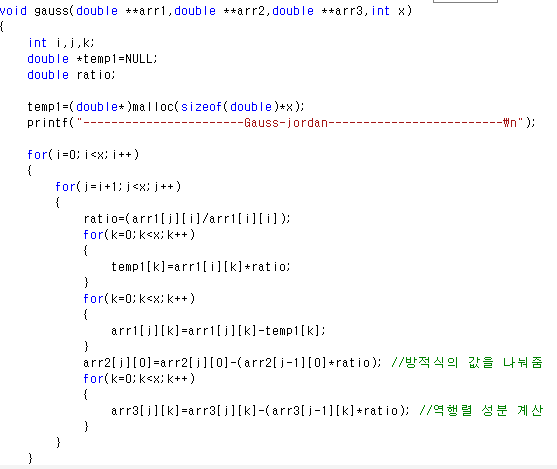 void gauss(double **arr1,double **arr2,double **arr3,int x)
{
int i,j,k;
double *temp1=NULL;
double ratio;
temp1=(double*)malloc(sizeof(double)*x);
printf("-----------------------Gauss-jordan-------------------------₩n");
for(i=0;i<x;i++)
{
for(j=i+1;j<x;j++)
{
ratio=(arr1[j][i]/arr1[i][i]);
for(k=0;k<x;k++)
{
temp1[k]=arr1[i][k]*ratio;
}
for(k=0;k<x;k++)
{
arr1[j][k]=arr1[j][k]-temp1[k];
}
arr2[j][0]=arr2[j][0]-(arr2[j-1][0]*ratio); //방적식의 값을 나눠줌
for(k=0;k<x;k++)
{
arr3[j][k]=arr3[j][k]-(arr3[j-1][k]*ratio); //역행렬 성분 계산
}
}
}